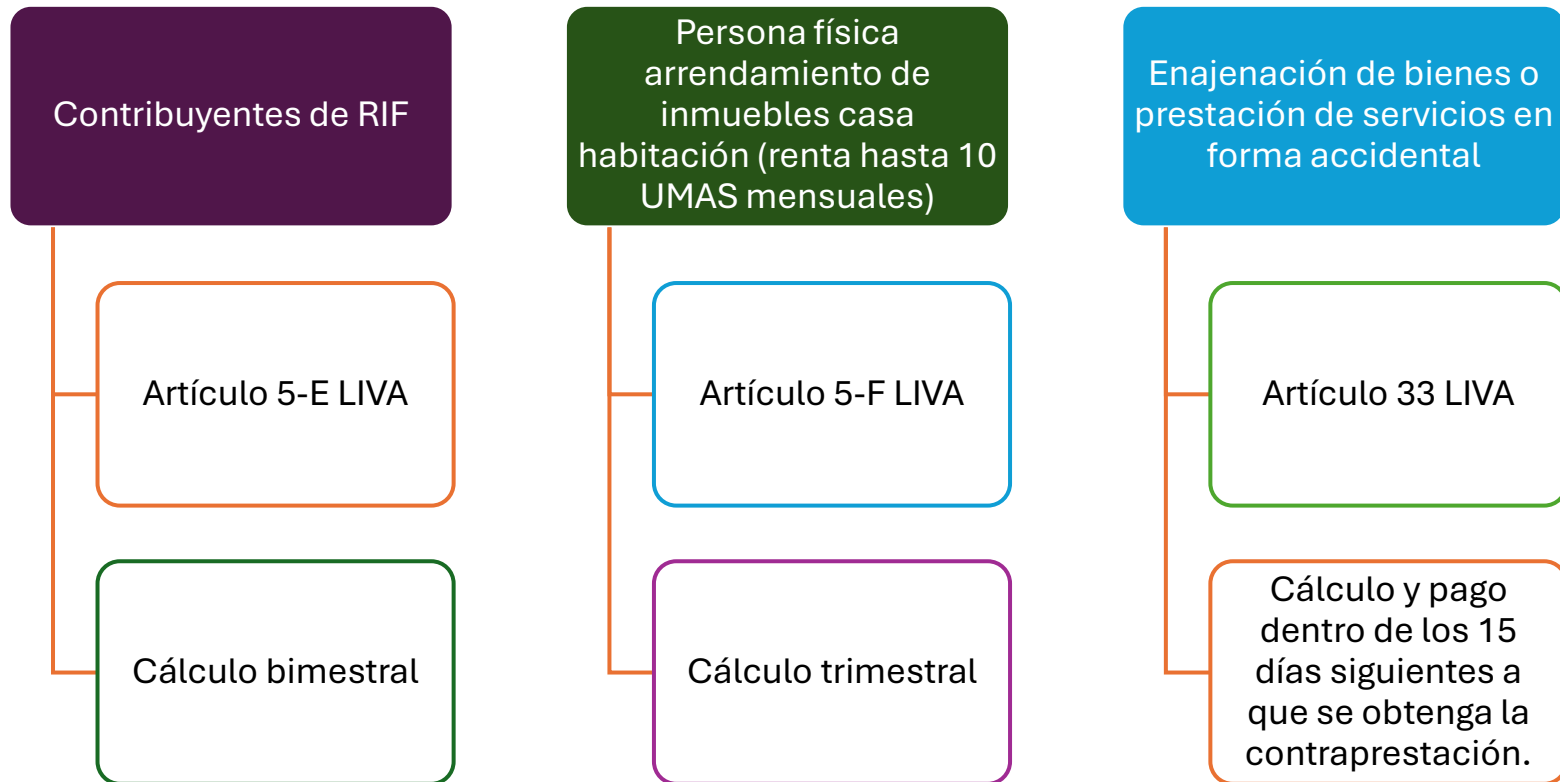 Contribuyentes de RIF
Artículo 5-E LIVA
Cálculo bimestral
Persona física
arrendamiento de
inmuebles casa
habitación (renta hasta 10
UMAS mensuales)
Artículo 5-F LIVA
Cálculo trimestral
Enajenación de bienes o
prestación de servicios en
forma accidental
Artículo 33 LIVA
Cálculo y pago
dentro de los 15
días siguientes a
que se obtenga la
contraprestación.